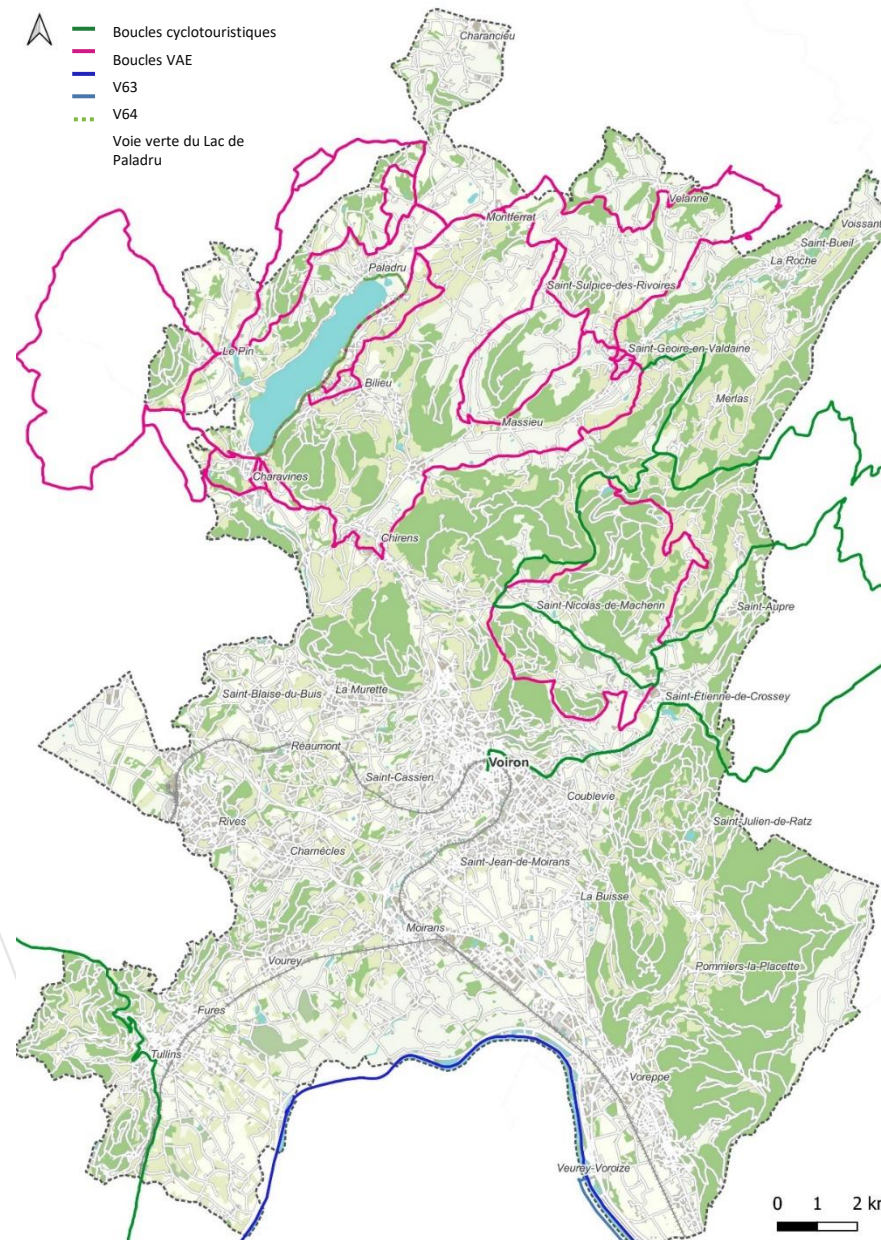 Boucles cyclotouristiques
Boucles VAE
V63
V64
Voie verte du Lac de
Paladru
Charancieu
Velanne
Voissant
Montferrat
Saint-Bueil
La Roche
Paladru
Saint-Sulpice-des-Rivoires
Saint-Geoire-en-Valdaine
Le Pin
Bilieu
Merlas
Massieu
Charavines
Chirens
Saint-Nicolas-de-Macherin
Saint-Aupre
Saint-Blaise-du-Buis
La Murette
Saint-Étienne-de-Crossey
Réaumont
Voiron
Saint-Cassien
Coublevie
Rives
Saint-Julien-de-Ratz
Charnècles
Saint-Jean-de-Moirans
La Buisse
Moirans
Vourey
Pommiers-la-Placette
Fures
Tullins
Voreppe
Veurey-Voroize
0 1 2 km